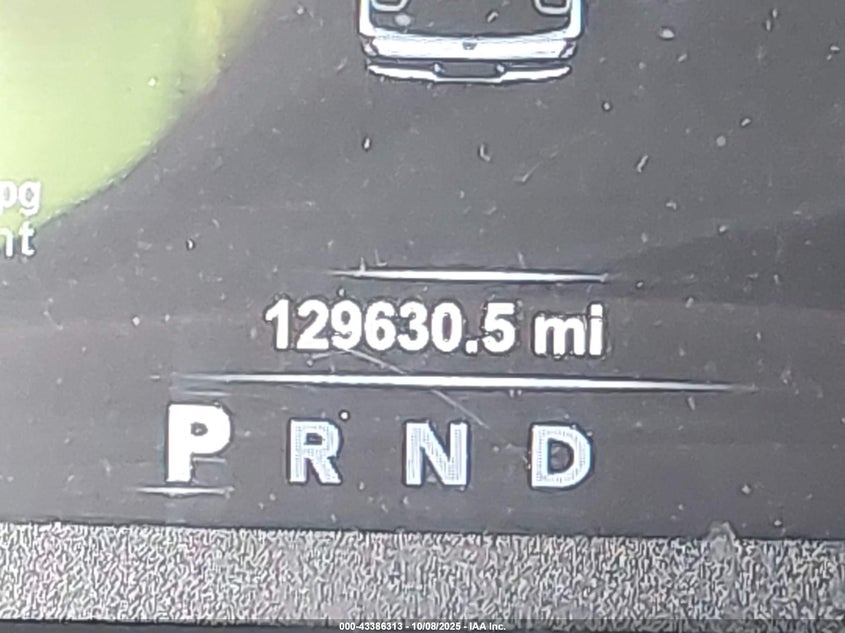 pg
nt
129630.5 mi
P R N D
000-43386313 - 10/08/2025 - IAA Inc.